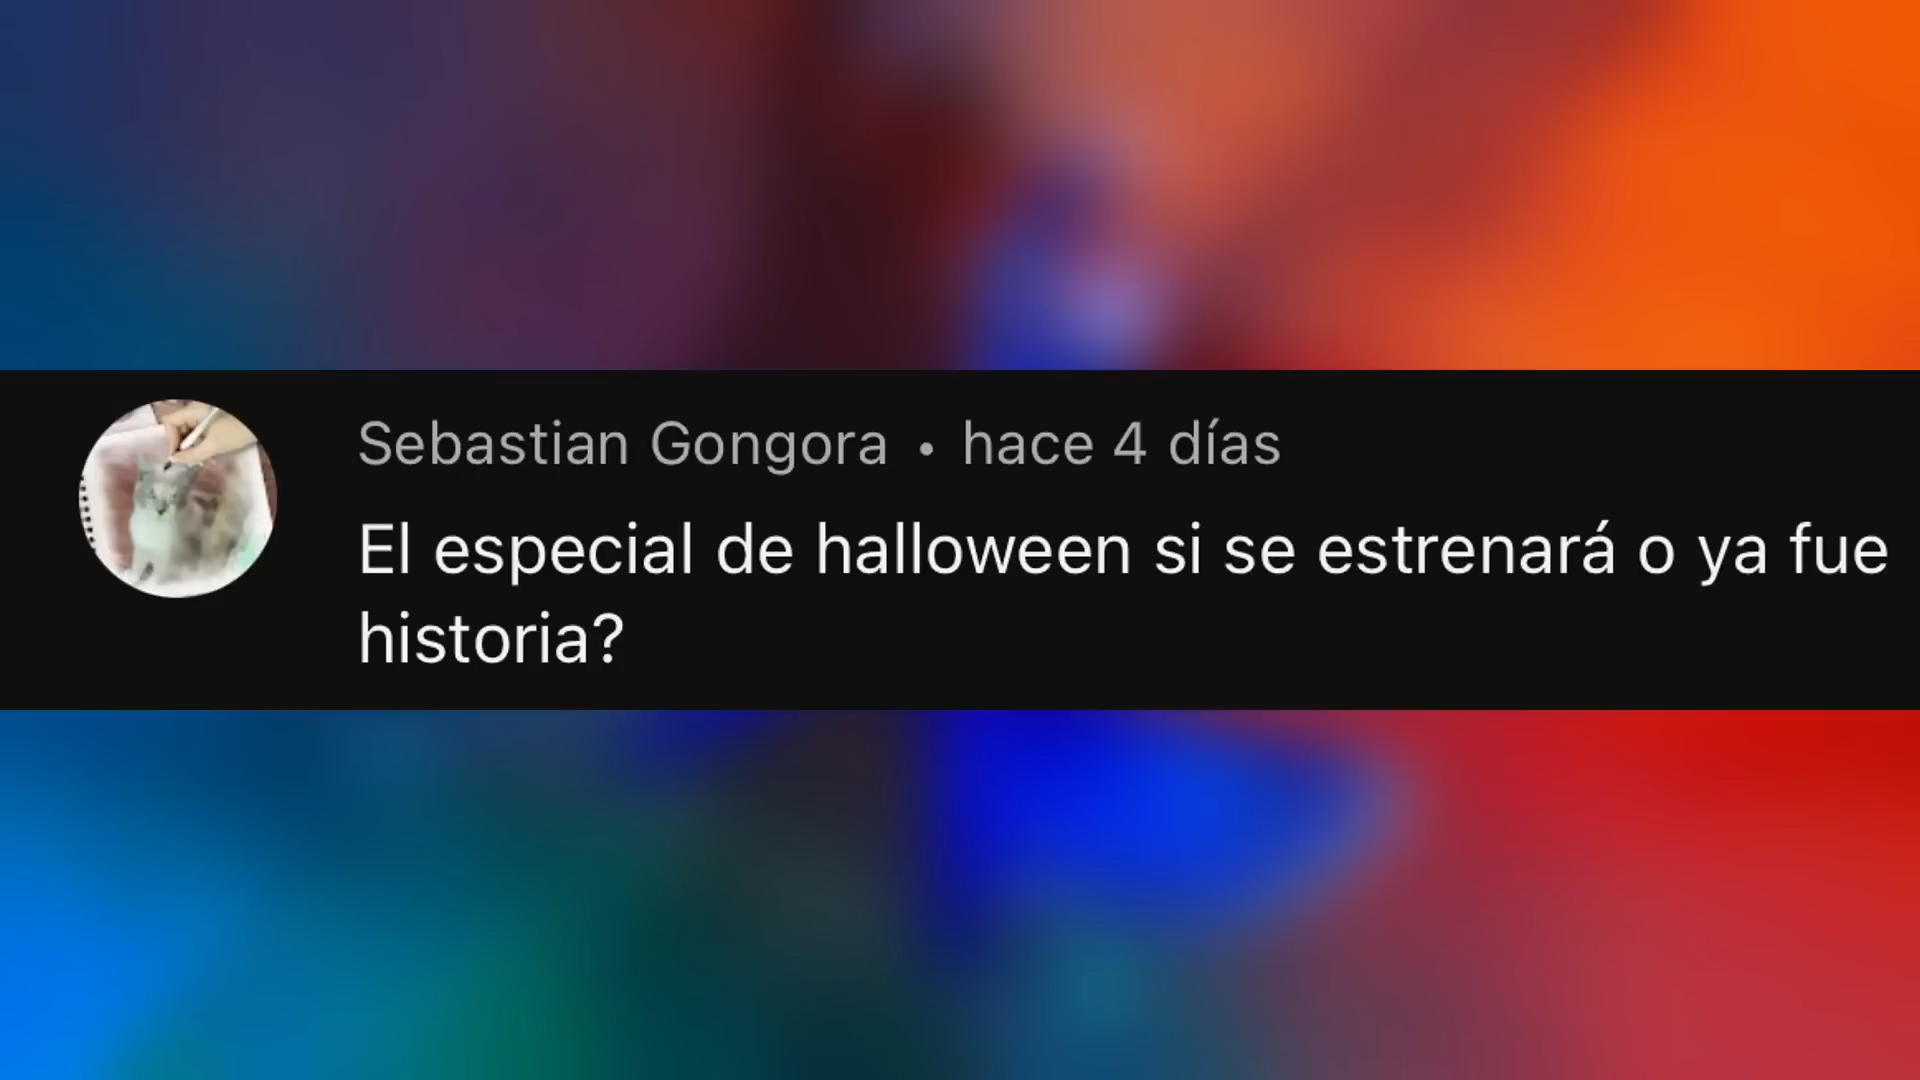 Sebastian Gongora • hace 4 días
El especial de halloween si se estrenará o ya fue
historia?